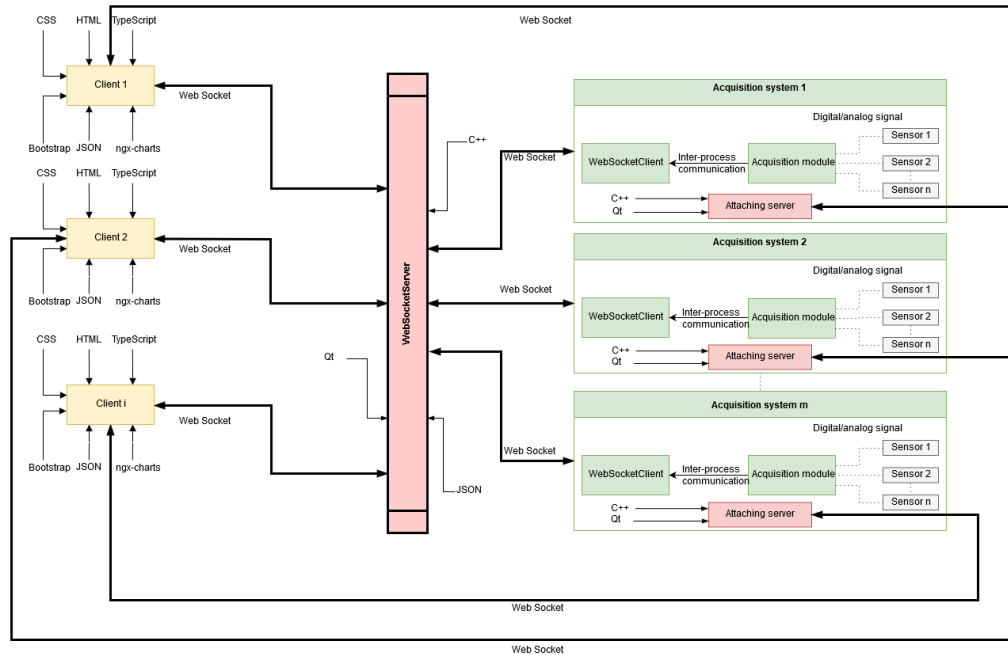 CSS
HTML
TypeScript
Web Socket
Client 1
Web Socket
Bootstrap
JSON
ngx-charts
CSS
HTML
TypeScript
Client 2
Web Socket
Bootstrap
JSON
ngx-charts
CSS
HTML
TypeScript
Client i
Web Socket
Bootstrap
JSON
ngx-charts
WebSocketServer
C++
Qt
JSON
Web Socket
Web Socket
Web Socket
Acquisition system 1
Digital/analog signal
WebSocketClient
Inter-process
communication
Acquisition module
Sensor 1
Sensor 2
Sensor n
C++
Qt
Attaching server
Acquisition system 2
Digital/analog signal
WebSocketClient
Inter-process
communication
Acquisition module
Sensor 1
Sensor 2
Sensor n
C++
Qt
Attaching server
Acquisition system m
Digital/analog signal
WebSocketClient
Inter-process
communication
Acquisition module
Sensor 1
Sensor 2
Sensor n
C++
Qt
Attaching server
Web Socket
Web Socket